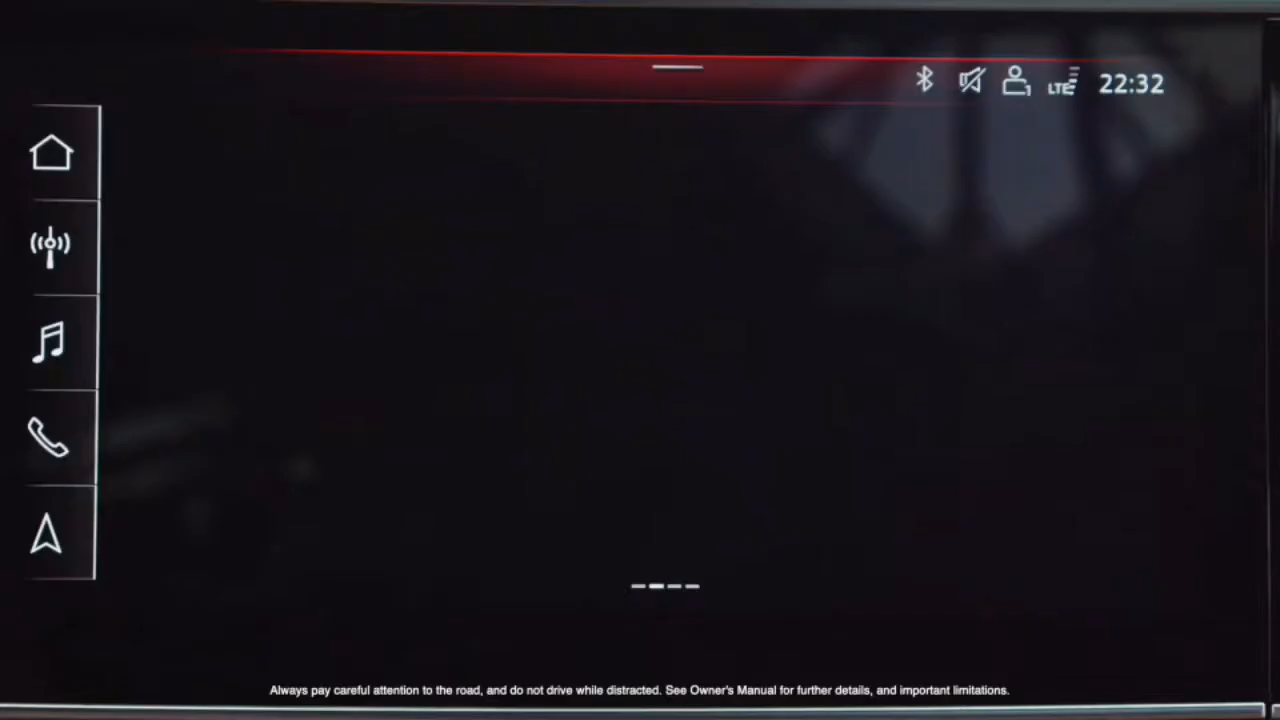 LTE 22:32
1
Always pay careful attention to the road, and do not drive while distracted. See Owner's Manual for further details, and important limitations.